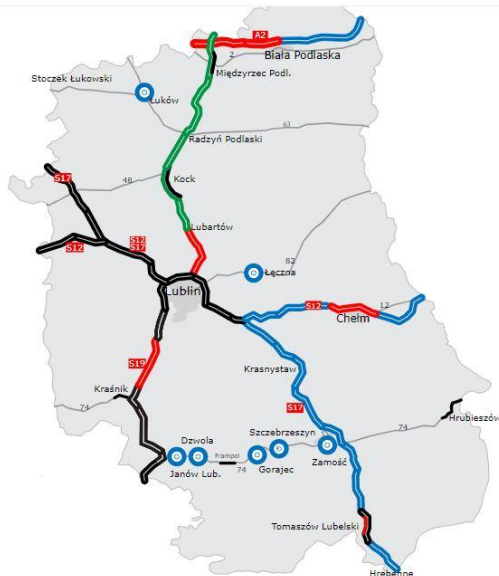 A2
2
Biała Podlaska
Międzyrzec Podl.
Stoczek Łukowski
Łuków
63
Radzyń Podlaski
S17
48
Kock
Lubartów
S12
S17
S12
82
Łęczna
Lublin
S12
12
Chełm
S19
Krasnystaw
Kraśnik
74
S17
Hrubieszów
Szczebrzeszyn
74
Dzwola
Frampol
Janów Lub.
74
Gorajec
Zamość
Tomaszów Lubelski
Hrebenne